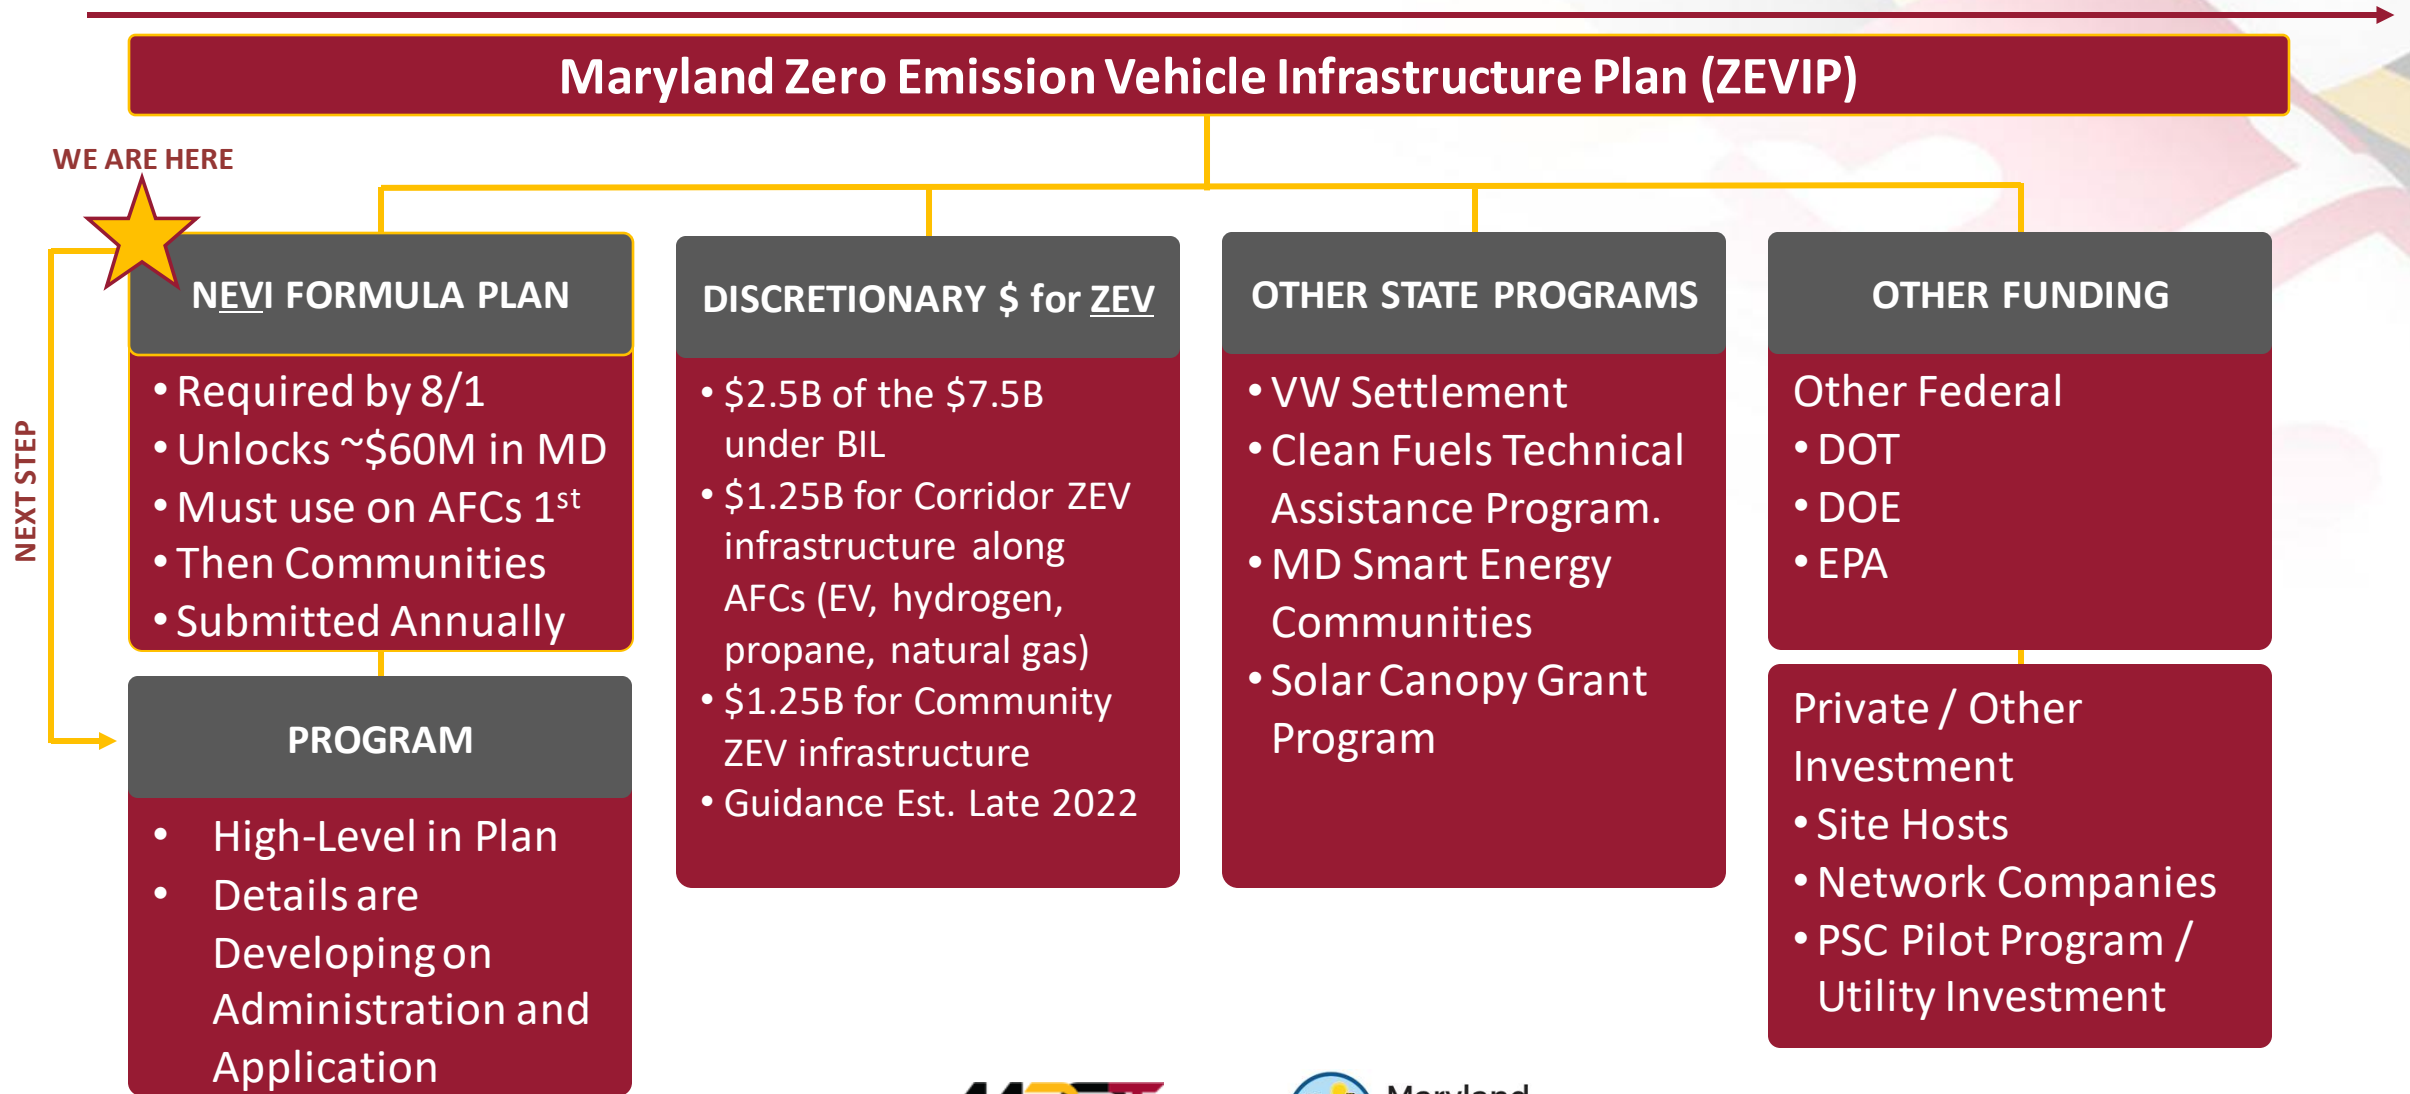 Maryland Zero Emission Vehicle Infrastructure Plan (ZEVIP)
WE ARE HERE
NEXT STEP
NEVI FORMULA PLAN
• Required by 8/1
• Unlocks ~$60M in MD
• Must use on AFCs 1st
• Then Communities
• Submitted Annually
PROGRAM
• High-Level in Plan
• Details are
Developing on
Administration and
Application
DISCRETIONARY $ for ZEV
• $2.5B of the $7.5B
under BIL
• $1.25B for Corridor ZEV
infrastructure along
AFCs (EV, hydrogen,
propane, natural gas)
• $1.25B for Community
ZEV infrastructure
• Guidance Est. Late 2022
OTHER STATE PROGRAMS
• VW Settlement
• Clean Fuels Technical
Assistance Program.
• MD Smart Energy
Communities
• Solar Canopy Grant
Program
OTHER FUNDING
Other Federal
• DOT
• DOE
• EPA
Private / Other
Investment
• Site Hosts
• Network Companies
• PSC Pilot Program /
Utility Investment
Maryland